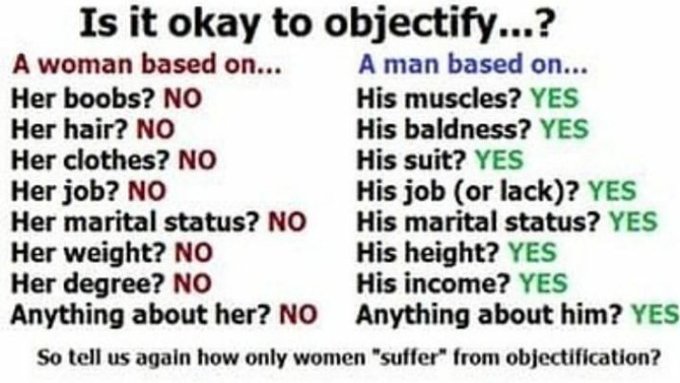 Is it okay to objectify...?
A woman based on...
Her boobs? NO
Her hair? NO
Her clothes? NO
Her job? NO
Her marital status? NO
Her weight? NO
Her degree? NO
Anything about her? NO
A man based on...
His muscles? YES
His baldness? YES
His suit? YES
His job (or lack)? YES
His marital status? YES
His height? YES
His income? YES
Anything about him? YES
So tell us again how only women "suffer" from objectification?